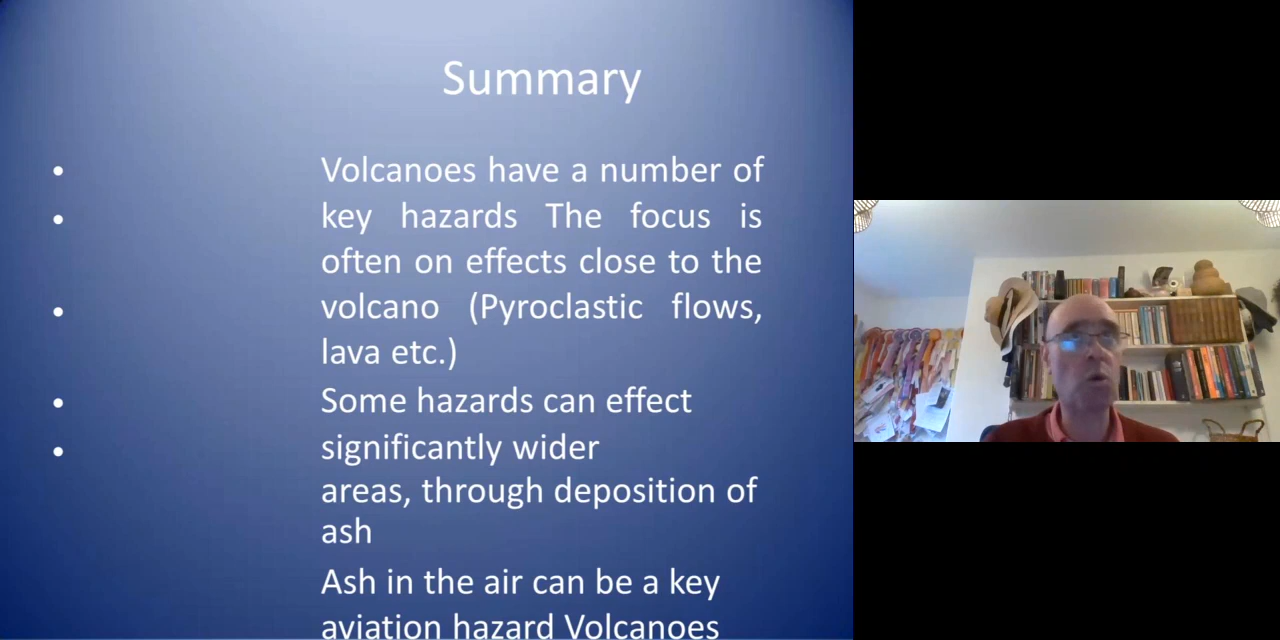 Summary
• Volcanoes have a number of
• key hazards The focus is
often on effects close to the
• volcano (Pyroclastic flows,
lava etc.)
• Some hazards can effect
• significantly wider
areas, through deposition of
ash
Ash in the air can be a key
aviation hazard Volcanoes